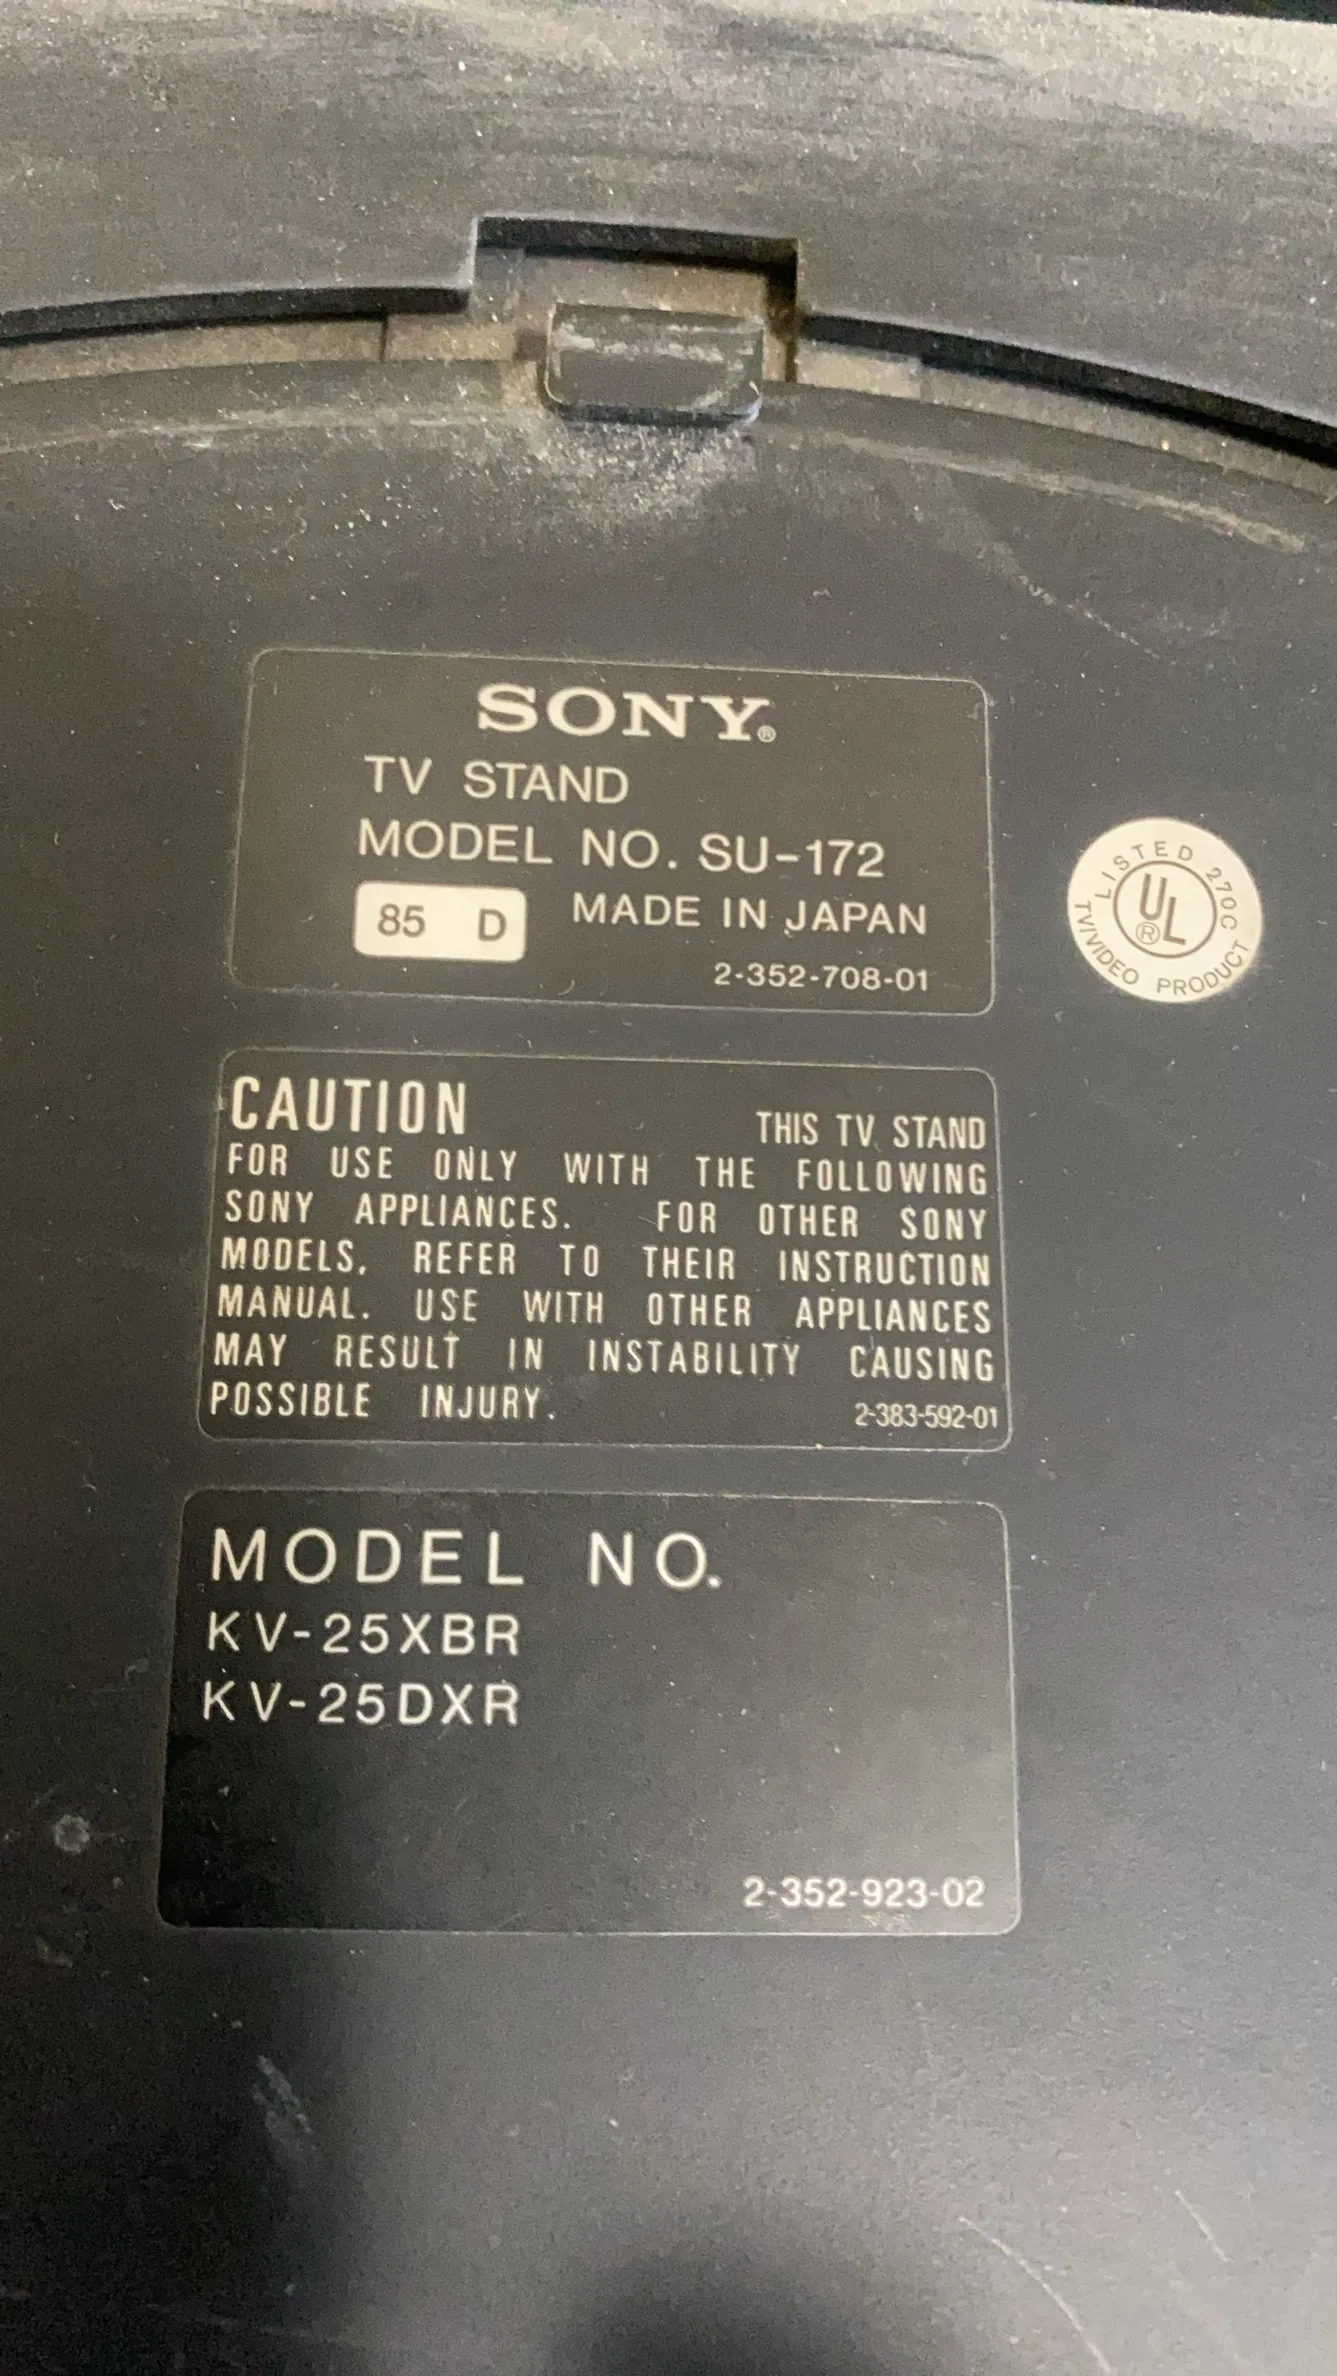 SONY®
TV STAND
MODEL NO. SU-172
85 D MADE IN JAPAN
2-352-708-01
LISTED 270C
UL®
TV/VIDEO PRODUCT
CAUTION THIS TV STAND
FOR USE ONLY WITH THE FOLLOWING
SONY APPLIANCES. FOR OTHER SONY
MODELS, REFER TO THEIR INSTRUCTION
MANUAL. USE WITH OTHER APPLIANCES
MAY RESULT IN INSTABILITY CAUSING
POSSIBLE INJURY. 2-383-592-01
MODEL NO.
KV-25XBR
KV-25DXR
2-352-923-02